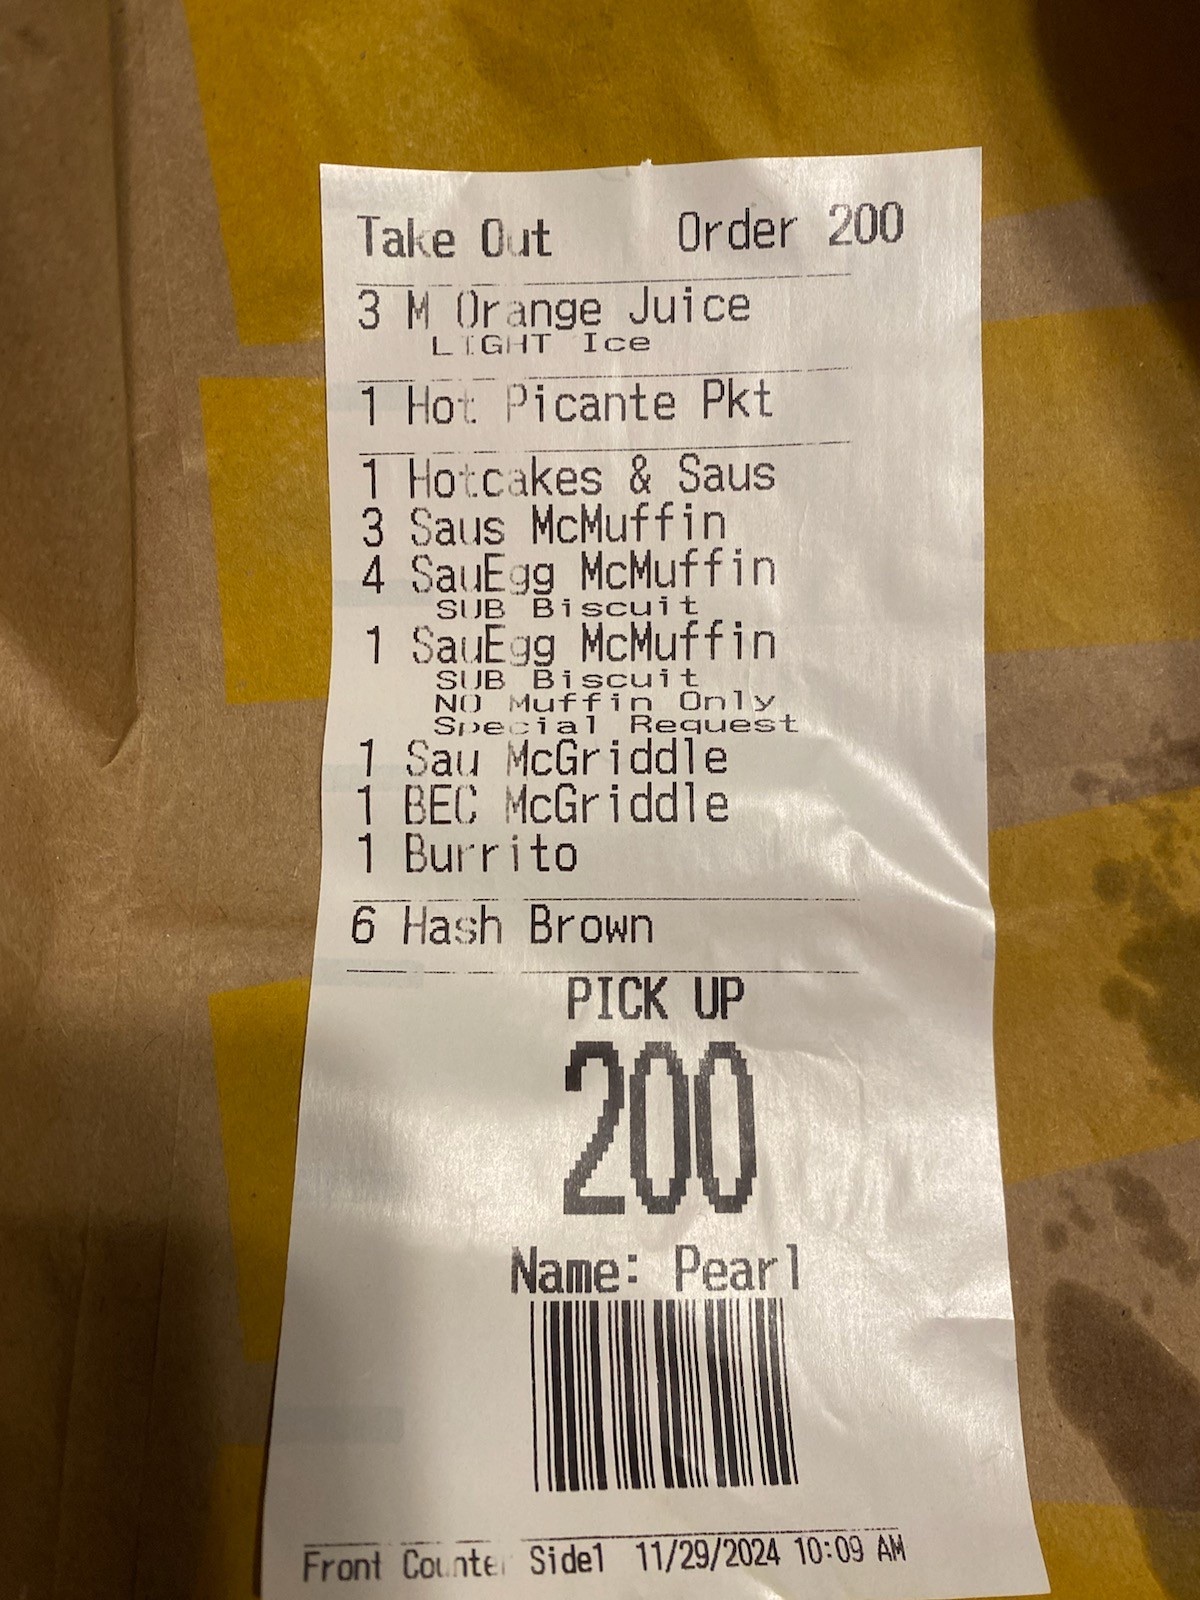 Take Out Order 200
3 M Orange Juice
LIGHT Ice
1 Hot Picante Pkt
1 Hotcakes & Saus
3 Saus McMuffin
4 SauEgg McMuffin
SUB Biscuit
1 SauEgg McMuffin
SUB Biscuit
NO Muffin Only
Special Request
1 Sau McGriddle
1 BEC McGriddle
1 Burrito
6 Hash Brown
PICK UP
200
Name: Pearl
Front Counter Side1 11/29/2024 10:09 AM